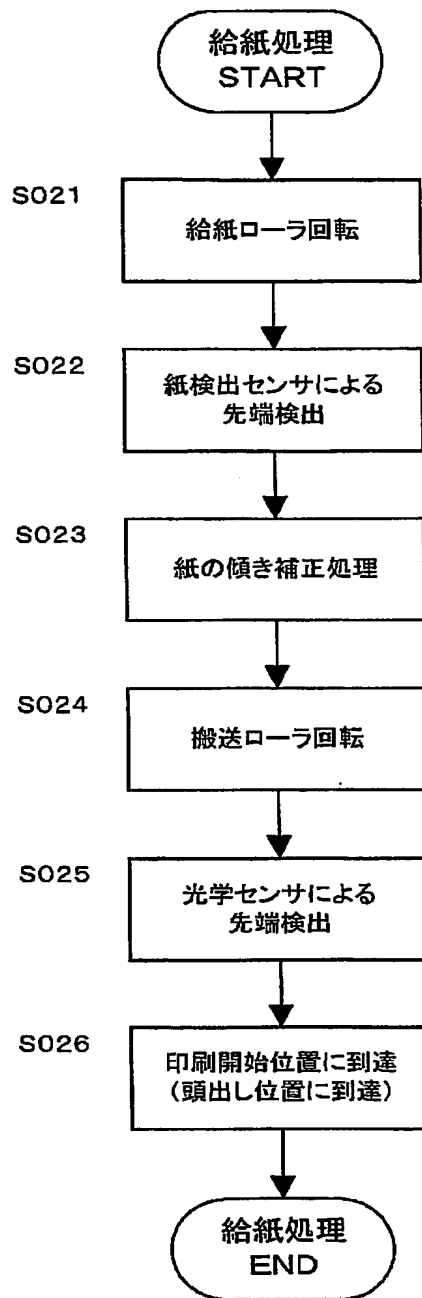 給紙処理
START
S021
給紙ローラ回転
S022
紙検出センサによる
先端検出
S023
紙の傾き補正処理
S024
搬送ローラ回転
S025
光学センサによる
先端検出
S026
印刷開始位置に到達
(頭出し位置に到達)
給紙処理
END